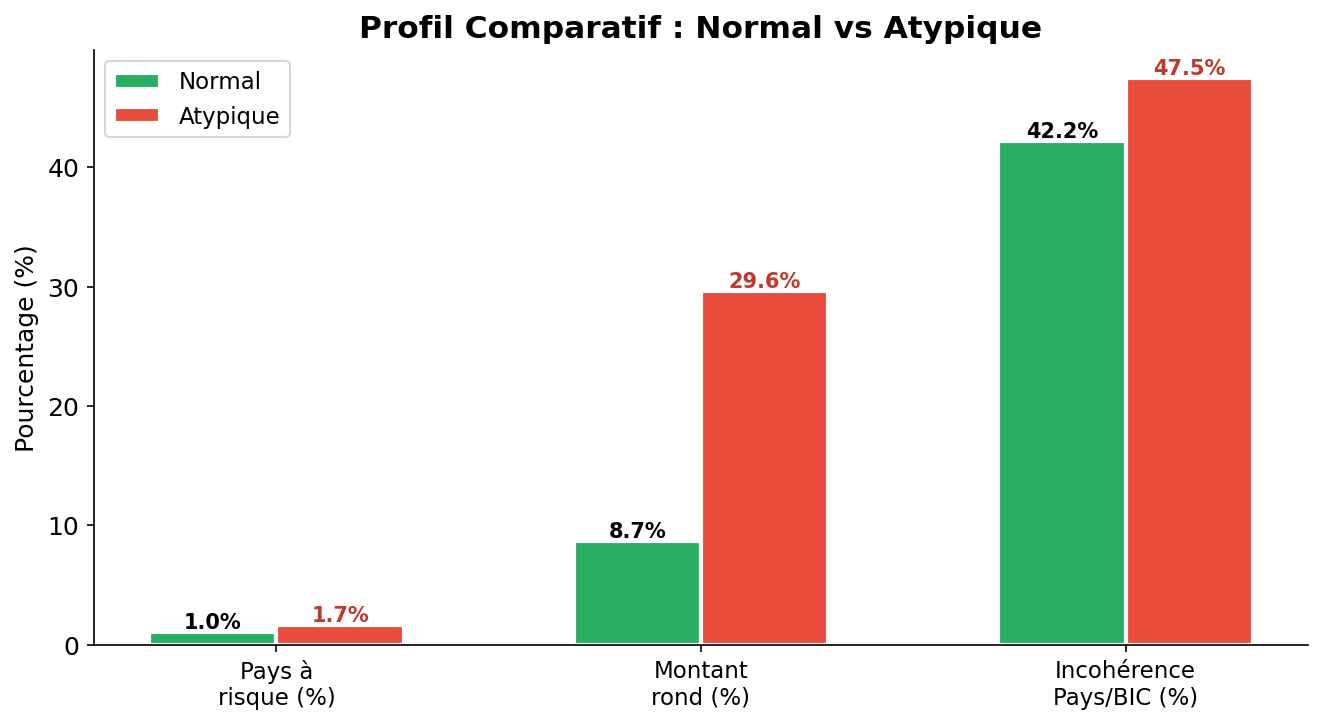 Profil Comparatif : Normal vs Atypique
Normal
Atypique
Pourcentage (%)
40
30
20
10
0
1.0%
1.7%
8.7%
29.6%
42.2%
47.5%
Pays à
risque (%)
Montant
rond (%)
Incohérence
Pays/BIC (%)